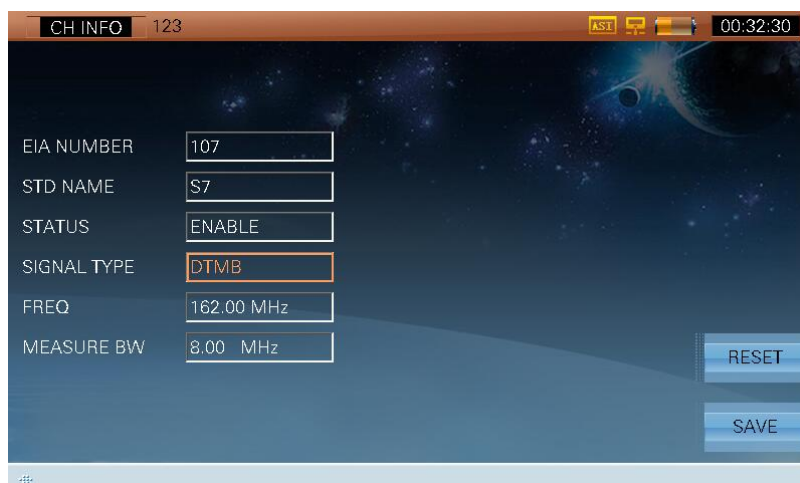 CH INFO 123 ASI 00:32:30
EIA NUMBER 107
STD NAME S7
STATUS ENABLE
SIGNAL TYPE DTMB
FREQ 162.00 MHz
MEASURE BW 8.00 MHz
RESET
SAVE